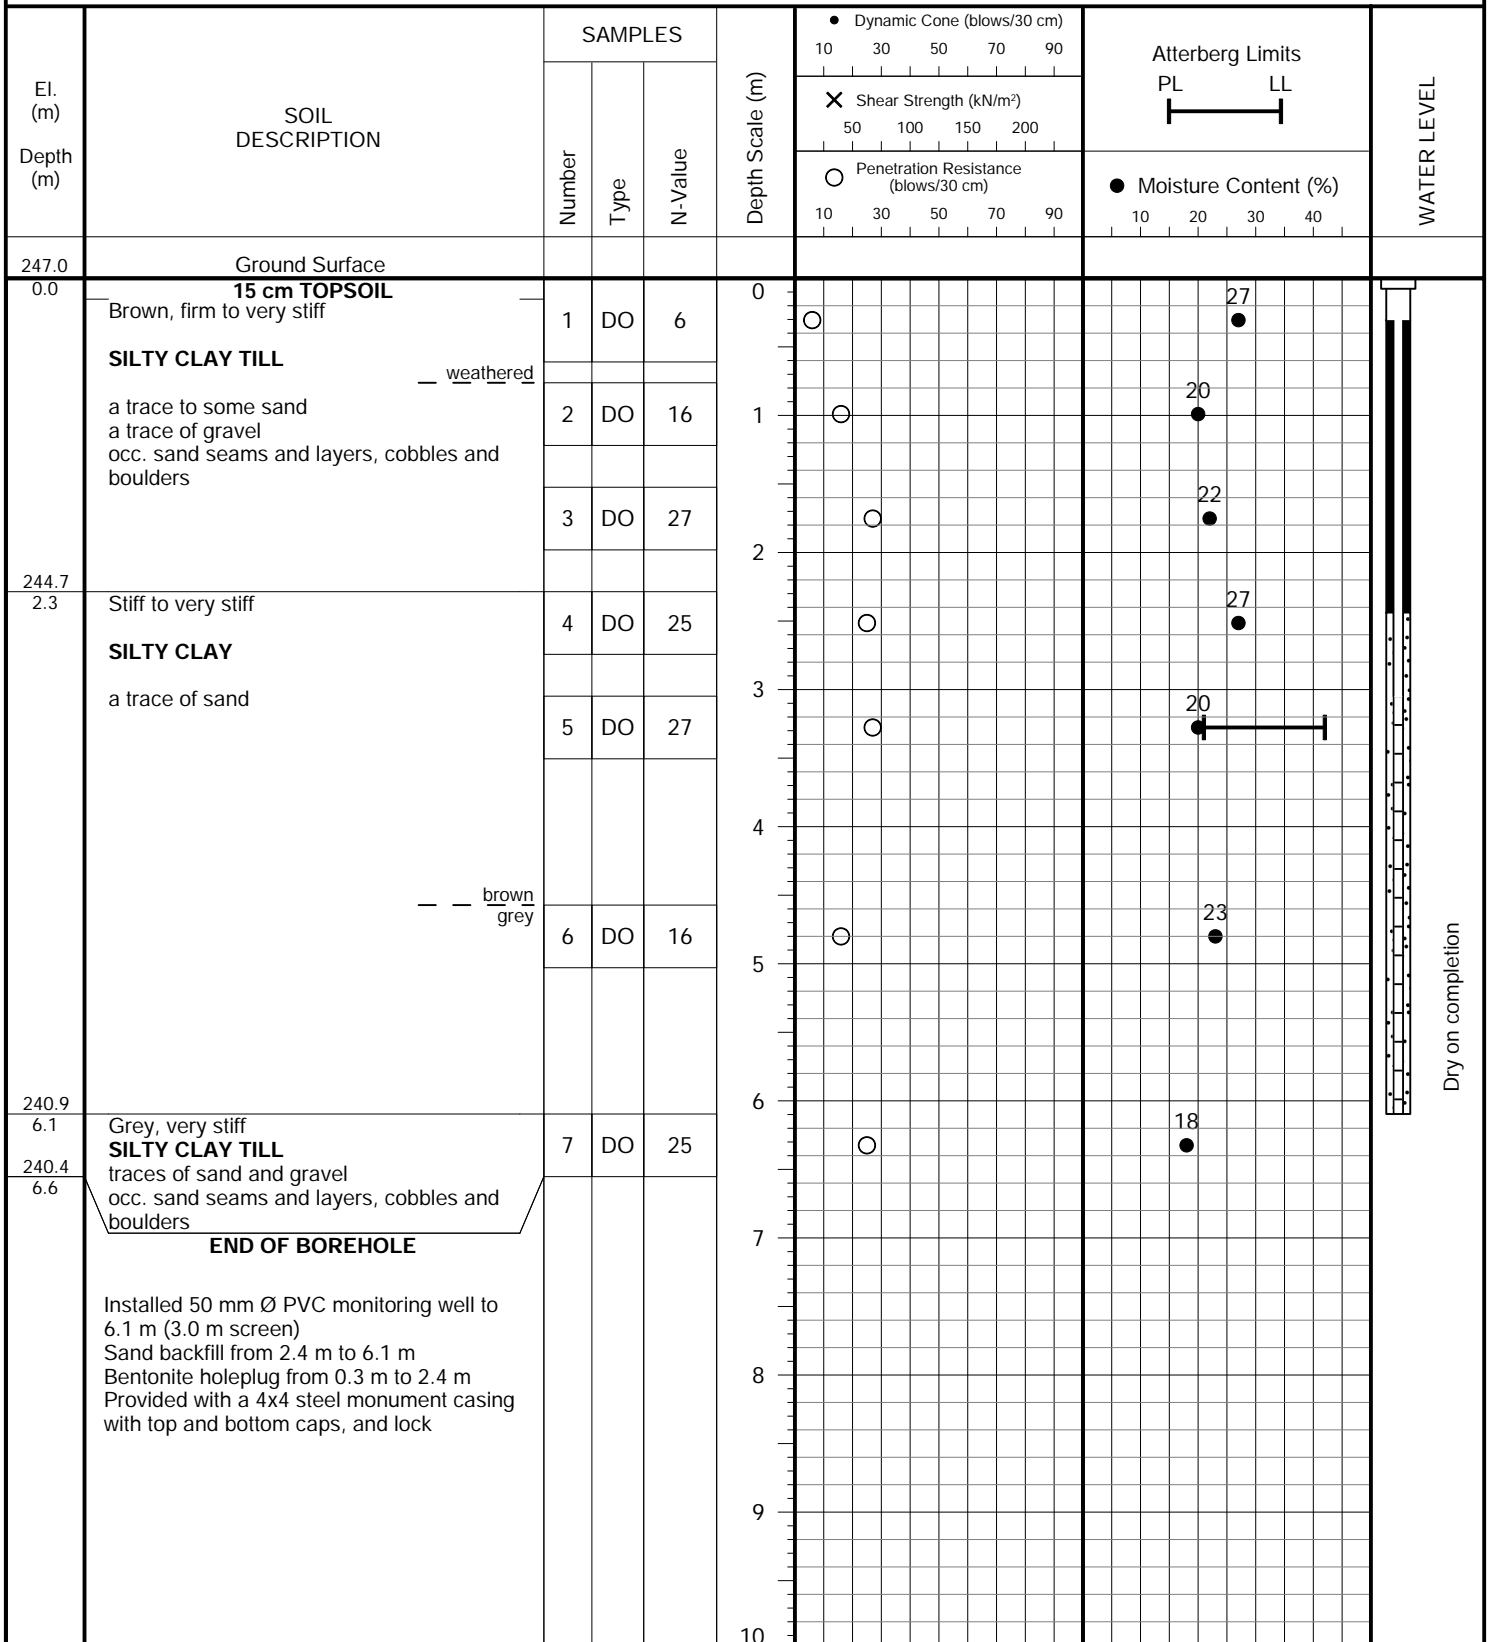 El.
(m)
Depth
(m)
SOIL
DESCRIPTION
SAMPLES
Number
Type
N-Value
Depth Scale (m)
Dynamic Cone (blows/30 cm)
10 30 50 70 90
Shear Strength (kN/m²)
50 100 150 200
Penetration Resistance
(blows/30 cm)
10 30 50 70 90
Atterberg Limits
PL LL
Moisture Content (%)
10 20 30 40
WATER LEVEL
247.0 Ground Surface
0.0 15 cm TOPSOIL 0
Brown, firm to very stiff
1 DO 6 27
SILTY CLAY TILL
weathered
a trace to some sand
a trace of gravel
occ. sand seams and layers, cobbles and
boulders
2 DO 16 1 20
3 DO 27 22
2
244.7
2.3 Stiff to very stiff
4 DO 25 27
SILTY CLAY
a trace of sand
3
5 DO 27 20
4
brown
grey
6 DO 16 23
5
Dry on completion
240.9 6
6.1 Grey, very stiff
SILTY CLAY TILL
7 DO 25 18
240.4 traces of sand and gravel
6.6 occ. sand seams and layers, cobbles and
boulders
END OF BOREHOLE 7
Installed 50 mm Ø PVC monitoring well to
6.1 m (3.0 m screen)
Sand backfill from 2.4 m to 6.1 m
Bentonite holeplug from 0.3 m to 2.4 m 8
Provided with a 4x4 steel monument casing
with top and bottom caps, and lock
9
10